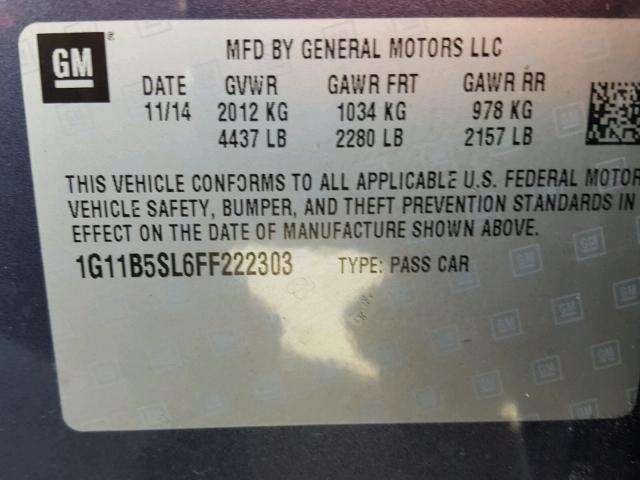 GM ®
MFD BY GENERAL MOTORS LLC
DATE GVWR GAWR FRT GAWR RR
11/14 2012 KG 1034 KG 978 KG
4437 LB 2280 LB 2157 LB
THIS VEHICLE CONFORMS TO ALL APPLICABLE U.S. FEDERAL MOTOR
VEHICLE SAFETY, BUMPER, AND THEFT PREVENTION STANDARDS IN
EFFECT ON THE DATE OF MANUFACTURE SHOWN ABOVE.
1G11B5SL6FF222303 TYPE: PASS CAR